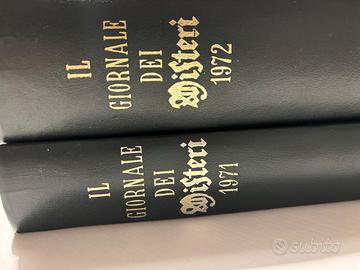 IL
GIORNALE
DEI
Misteri
1972
IL
GIORNALE
DEI
Misteri
1971
subito